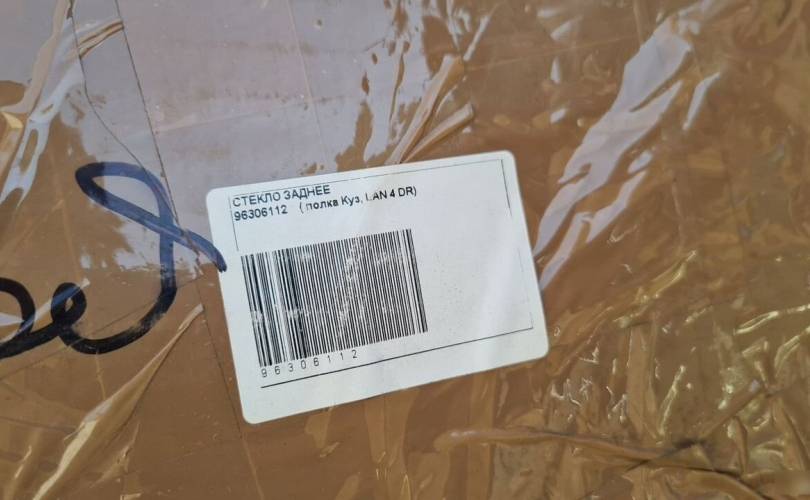 СТЕКЛО ЗАДНЕЕ
96306112 ( полка Куз, LAN 4 DR)
96306112